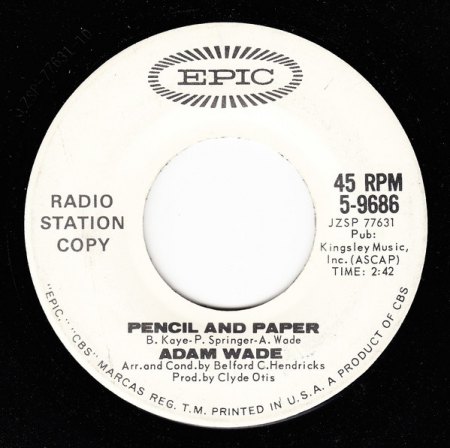 EPIC
RADIO
STATION
COPY
45 RPM
5-9686
JZSP 77631
Pub:
Kingsley Music,
Inc. (ASCAP)
TIME: 2:42
PENCIL AND PAPER
B. Kaye-P. Springer-A. Wade
ADAM WADE
Arr. and Cond. by Belford C. Hendricks
Prod. by Clyde Otis
"EPIC," "CBS" MARCAS REG. T.M. PRINTED IN U.S.A. A PRODUCT OF CBS